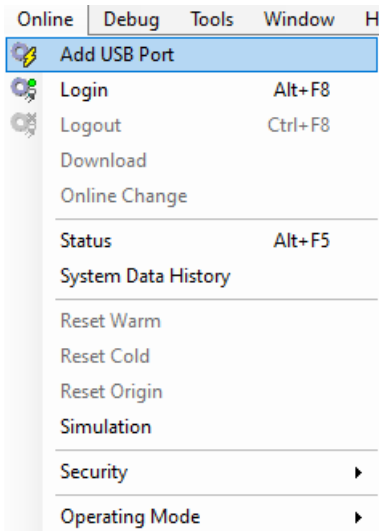 Online Debug Tools Window H
Add USB Port
Login Alt+F8
Logout Ctrl+F8
Download
Online Change
Status Alt+F5
System Data History
Reset Warm
Reset Cold
Reset Origin
Simulation
Security
Operating Mode